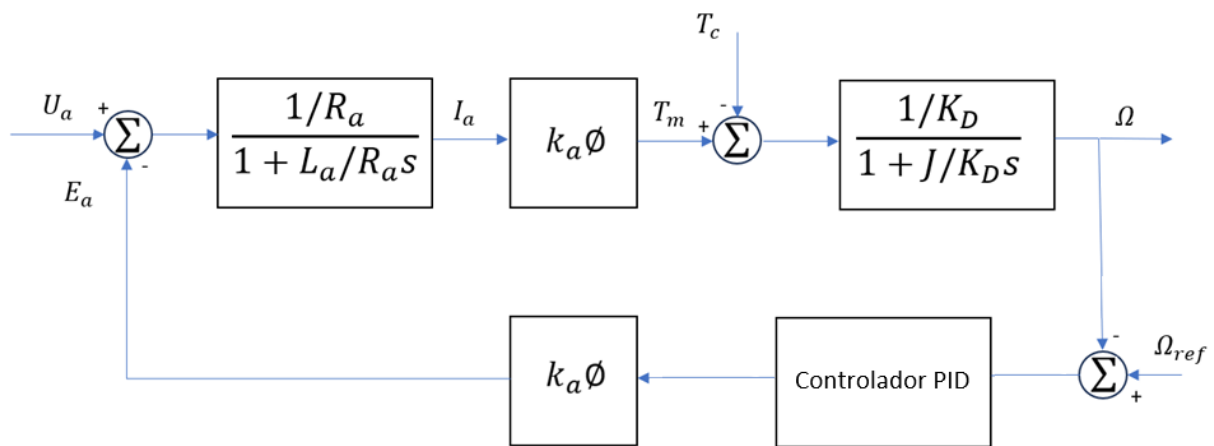 T_c
U_a
+
Σ
-
E_a
1/R_a
1 + L_a/R_a s
I_a
k_a∅
T_m
-
+
Σ
1/K_D
1 + J/K_D s
Ω
k_a∅
Controlador PID
-
Σ
+
Ω_ref